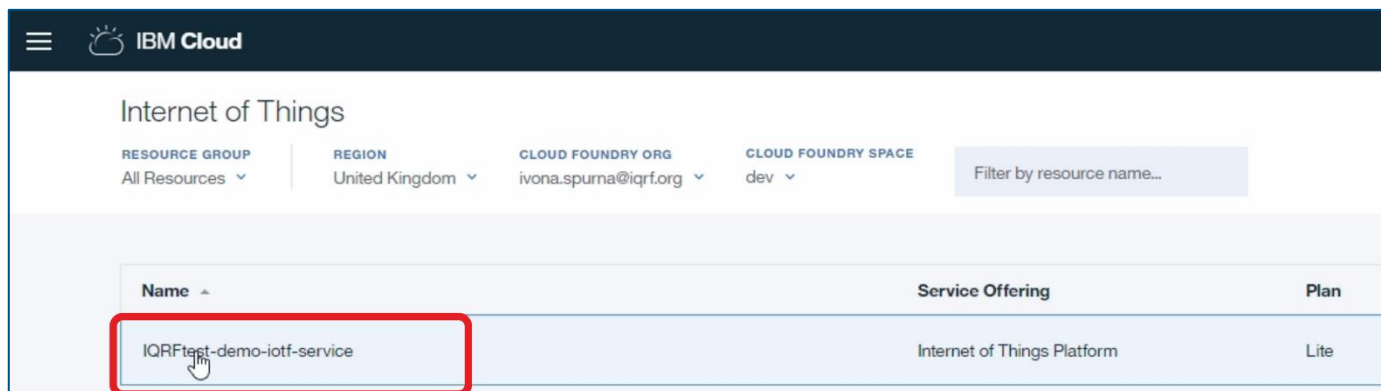 IBM Cloud
Internet of Things
RESOURCE GROUP REGION CLOUD FOUNDRY ORG CLOUD FOUNDRY SPACE
All Resources United Kingdom ivona.spurna@iqrf.org dev Filter by resource name...
Name Service Offering Plan
IQRFtest-demo-iotf-service Internet of Things Platform Lite